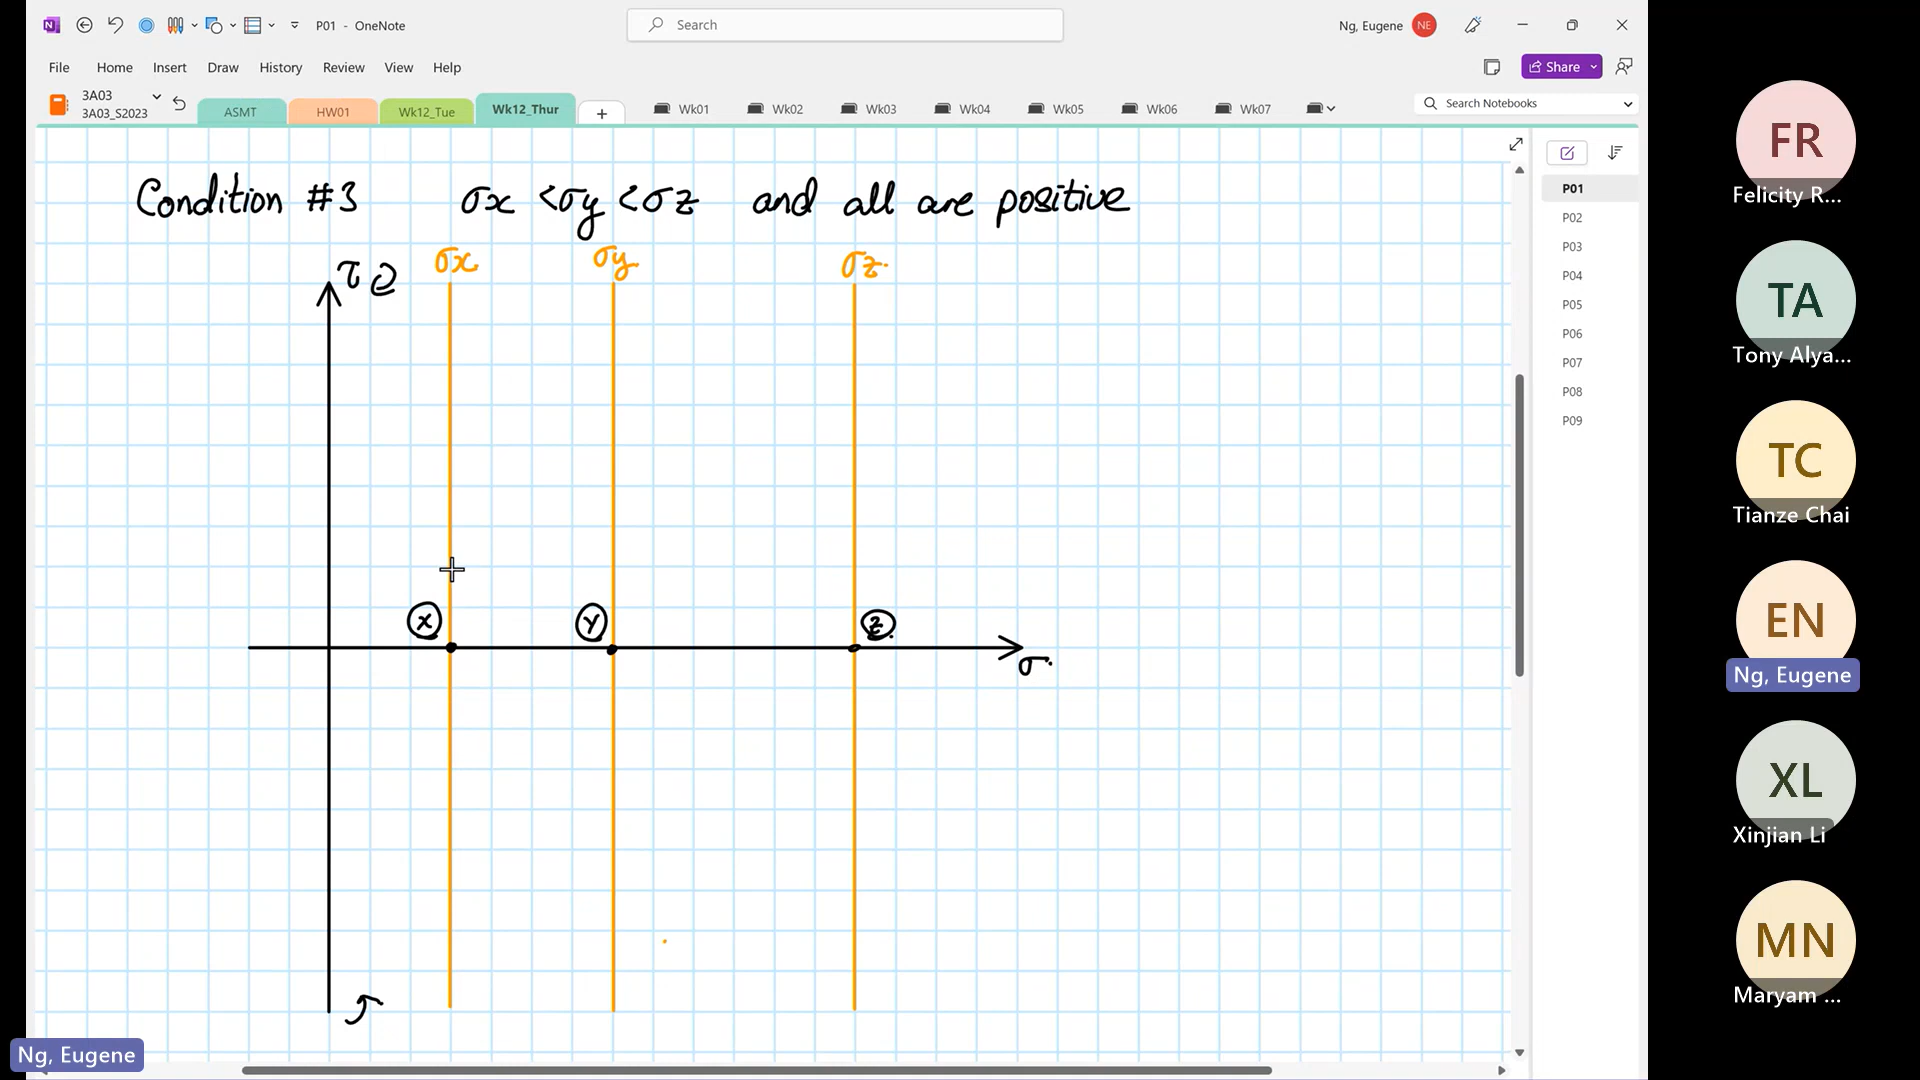 P01 - OneNote
Search
Ng, Eugene
NE
File Home Insert Draw History Review View Help
Share
3A03
3A03_S2023
ASMT HW01 Wk12_Tue Wk12_Thur + Wk01 Wk02 Wk03 Wk04 Wk05 Wk06 Wk07
Search Notebooks
Condition #3 σx < σy < σz and all are positive
σx σy σz
τ
X Y Z
σ
P01
P02
P03
P04
P05
P06
P07
P08
P09
FR
Felicity R...
TA
Tony Alya...
TC
Tianze Chai
EN
Ng, Eugene
XL
Xinjian Li
MN
Maryam ...
Ng, Eugene